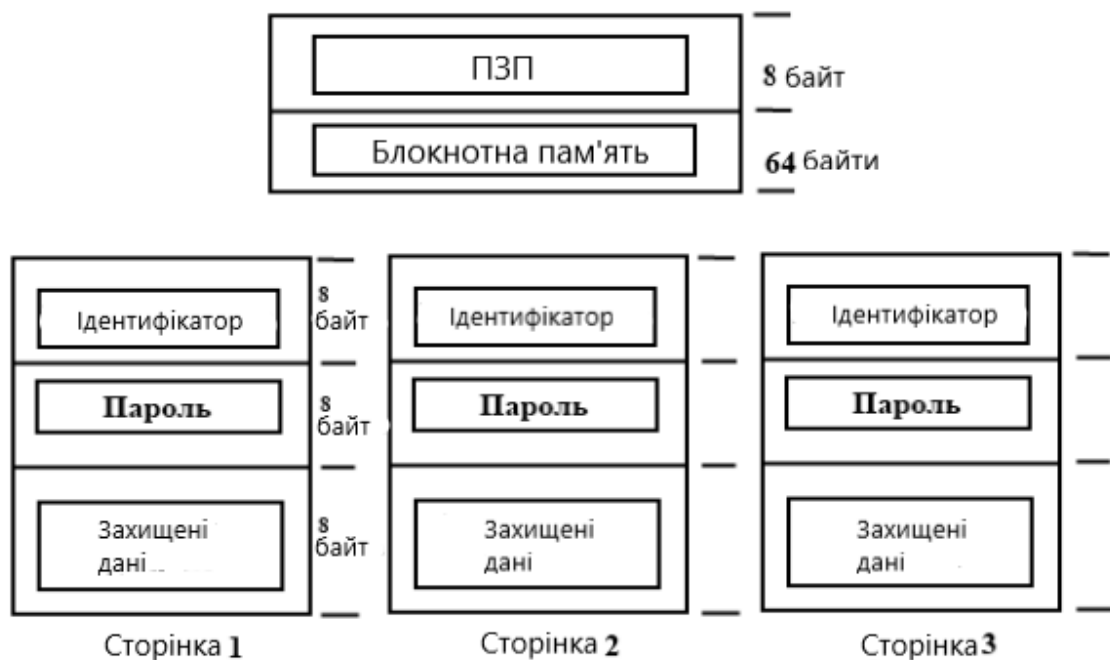 ПЗП
8 байт
Блокнотна пам'ять
64 байти
Ідентифікатор
8
байт
Ідентифікатор
Ідентифікатор
Пароль
8
байт
Пароль
Пароль
Захищені
дані
8
байт
Захищені
дані
Захищені
дані
Сторінка 1
Сторінка 2
Сторінка 3